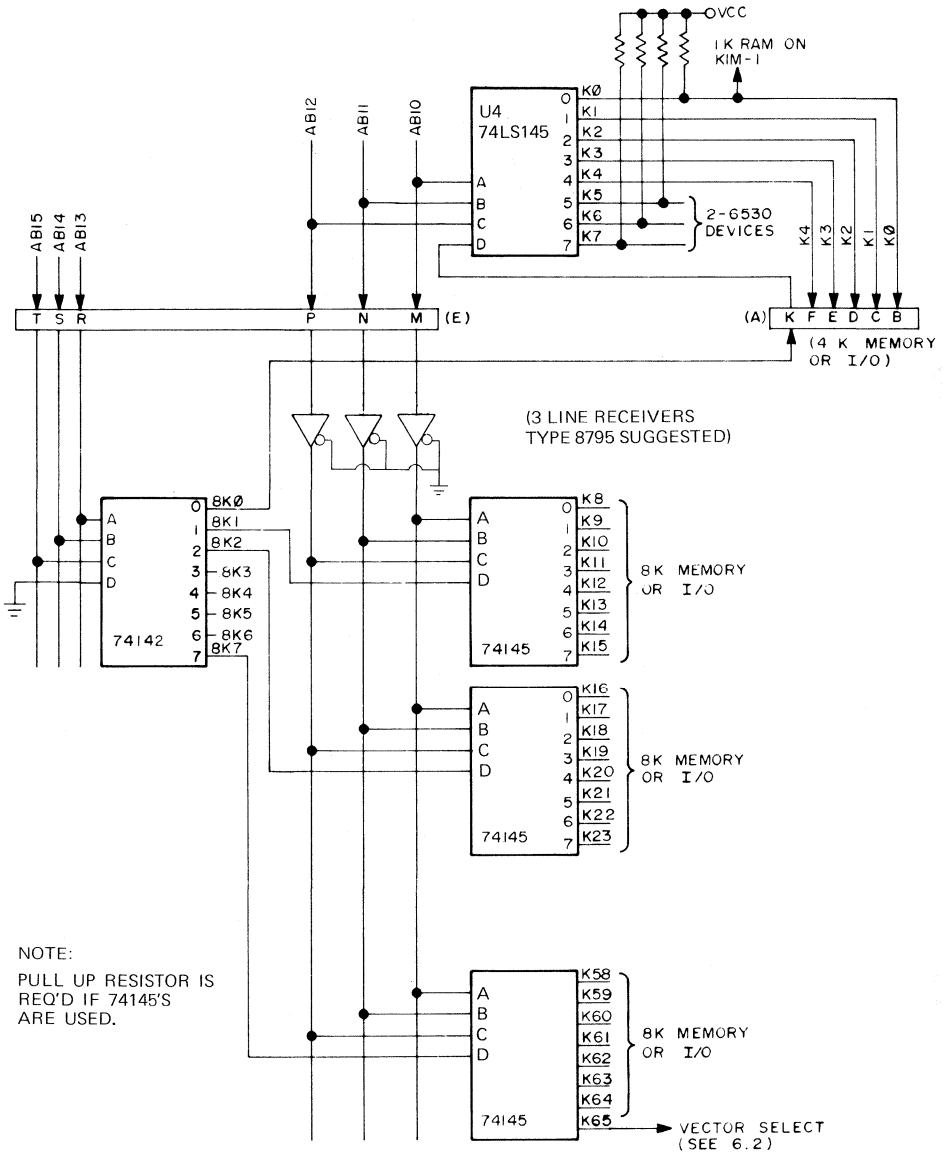 VCC
1K RAM ON
KIM-1
AB12
AB11
AB10
U4
74LS145
A
B
C
D
0
1
2
3
4
5
6
7
KØ
K1
K2
K3
K4
K5
K6
K7
2-6530
DEVICES
K4
K3
K2
K1
KØ
AB15
AB14
AB13
T S R P N M (E)
(A) K F E D C B
(4 K MEMORY
OR I/O)
(3 LINE RECEIVERS
TYPE 8795 SUGGESTED)
A
B
C
D
74142
0
1
2
3
4
5
6
7
8KØ
8K1
8K2
8K3
8K4
8K5
8K6
8K7
A
B
C
D
74145
0
1
2
3
4
5
6
7
K8
K9
K10
K11
K12
K13
K14
K15
8K MEMORY
OR I/O
A
B
C
D
74145
0
1
2
3
4
5
6
7
K16
K17
K18
K19
K20
K21
K22
K23
8K MEMORY
OR I/O
NOTE:
PULL UP RESISTOR IS
REQ'D IF 74145'S
ARE USED.
A
B
C
D
74145
K58
K59
K60
K61
K62
K63
K64
K65
8K MEMORY
OR I/O
VECTOR SELECT
(SEE 6.2)